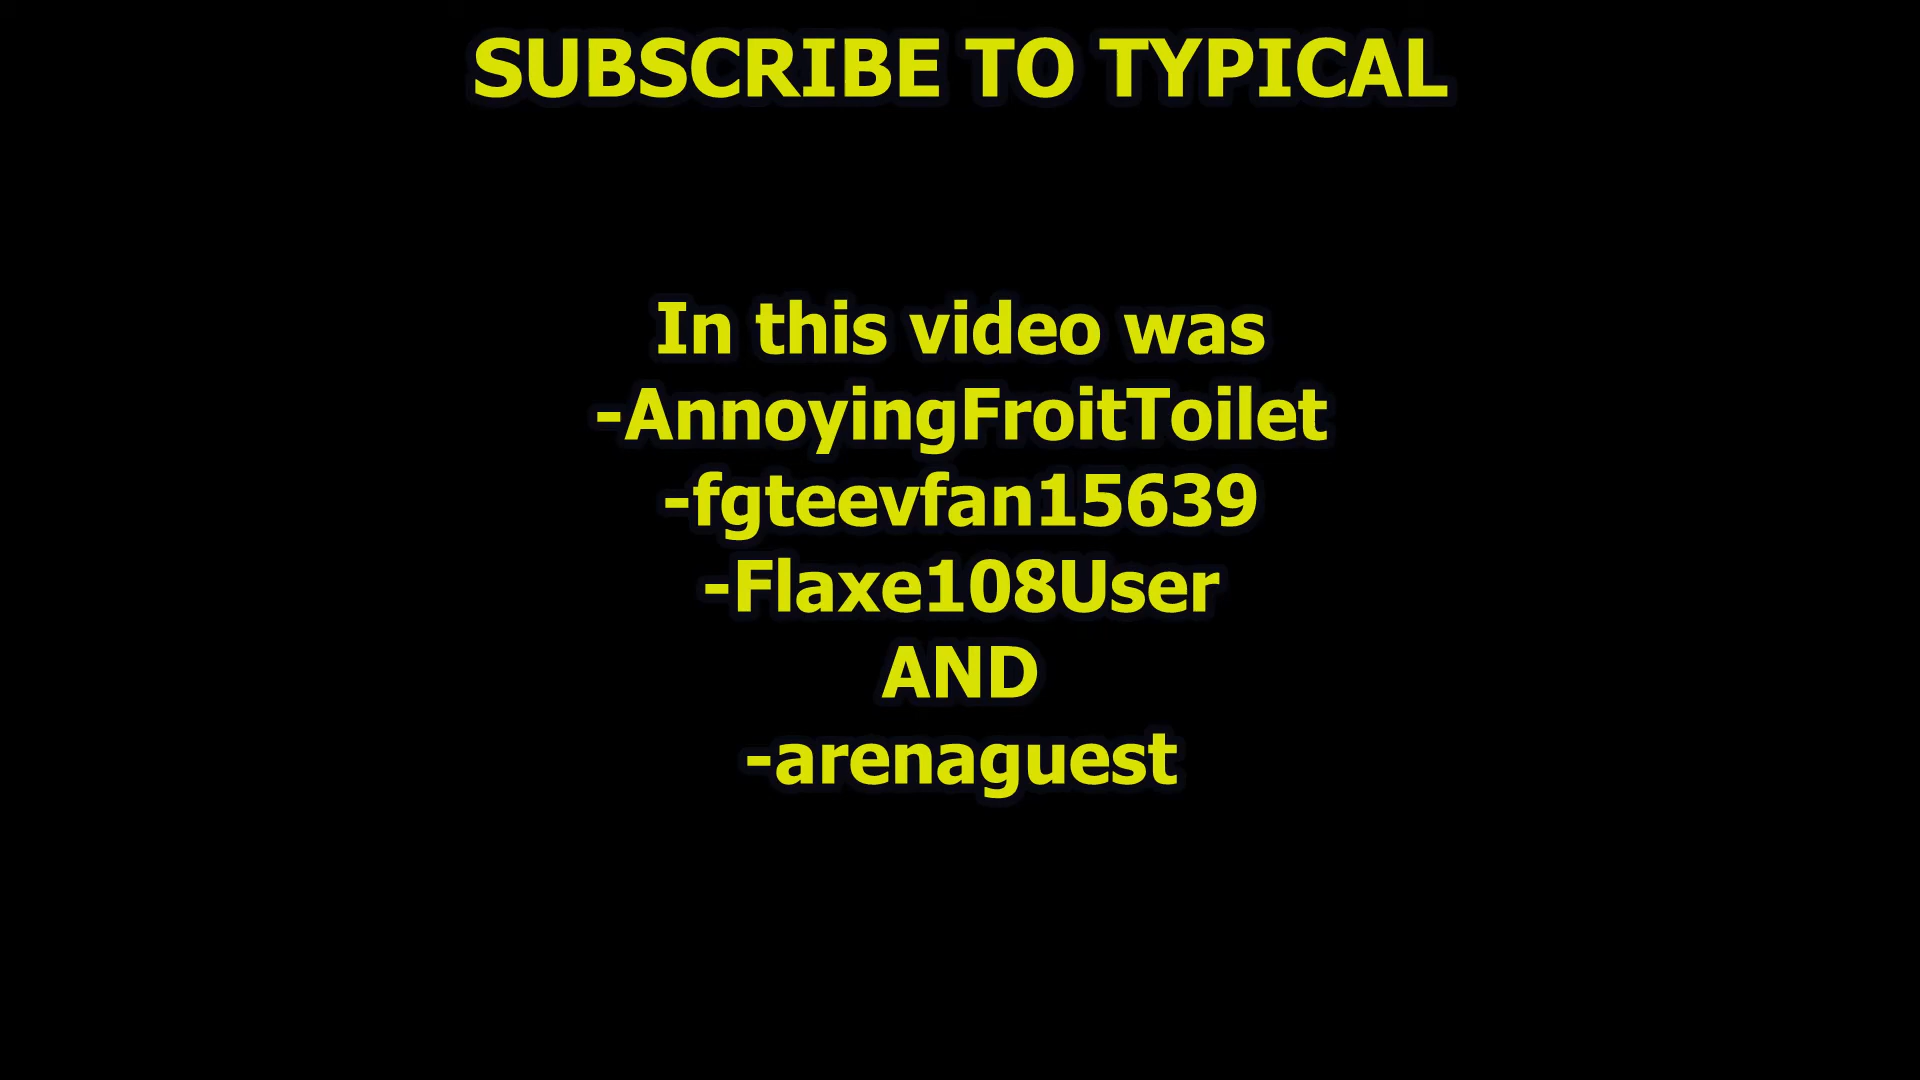 SUBSCRIBE TO TYPICAL
In this video was
-AnnoyingFroitToilet
-fgteevfan15639
-Flaxe108User
AND
-arenaguest